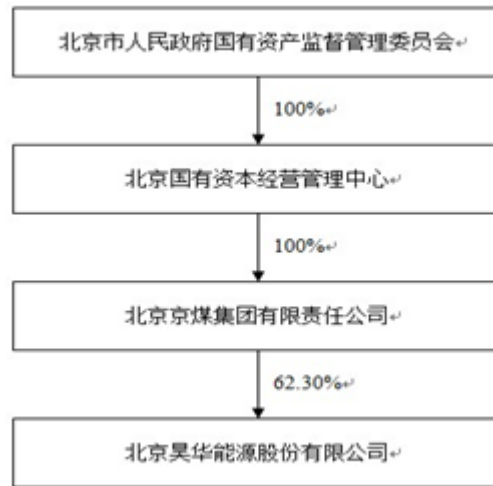 北京市人民政府国有资产监督管理委员会
100%
北京国有资本经营管理中心
100%
北京京煤集团有限责任公司
62.30%
北京昊华能源股份有限公司